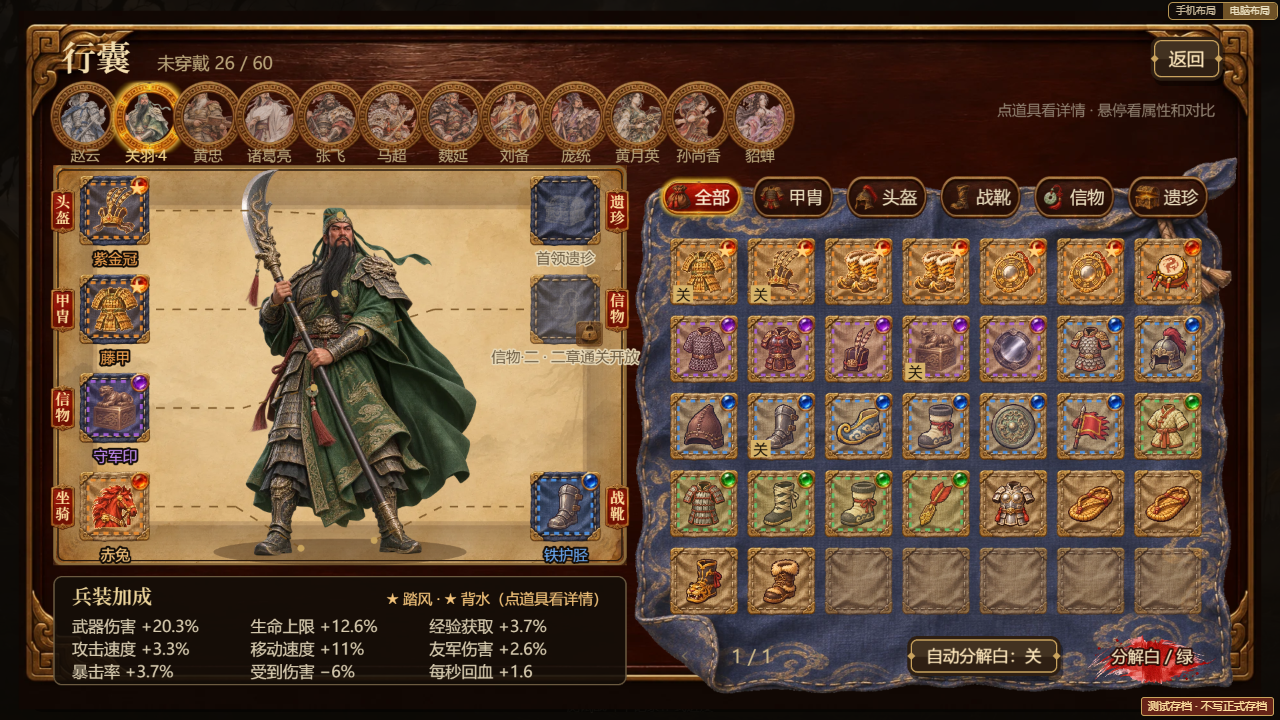 手机布局 电脑布局
行囊 未穿戴 26 / 60
返回
点道具看详情 · 悬停看属性和对比
赵云 关羽·4 黄忠 诸葛亮 张飞 马超 魏延 刘备 庞统 黄月英 孙尚香 貂蝉
头盔
紫金冠
甲胄
藤甲
信物
守军印
坐骑
赤兔
遗珍
首领遗珍
信物
信物·二 · 二章通关开放
战靴
铁护胫
全部 甲胄 头盔 战靴 信物 遗珍
关 关
关
关
兵装加成 ★ 踏风 · ★ 背水（点道具看详情）
武器伤害 +20.3% 生命上限 +12.6% 经验获取 +3.7%
攻击速度 +3.3% 移动速度 +11% 友军伤害 +2.6%
暴击率 +3.7% 受到伤害 −6% 每秒回血 +1.6
1 / 1
自动分解白：关
分解白 / 绿
测试存档 · 不写正式存档